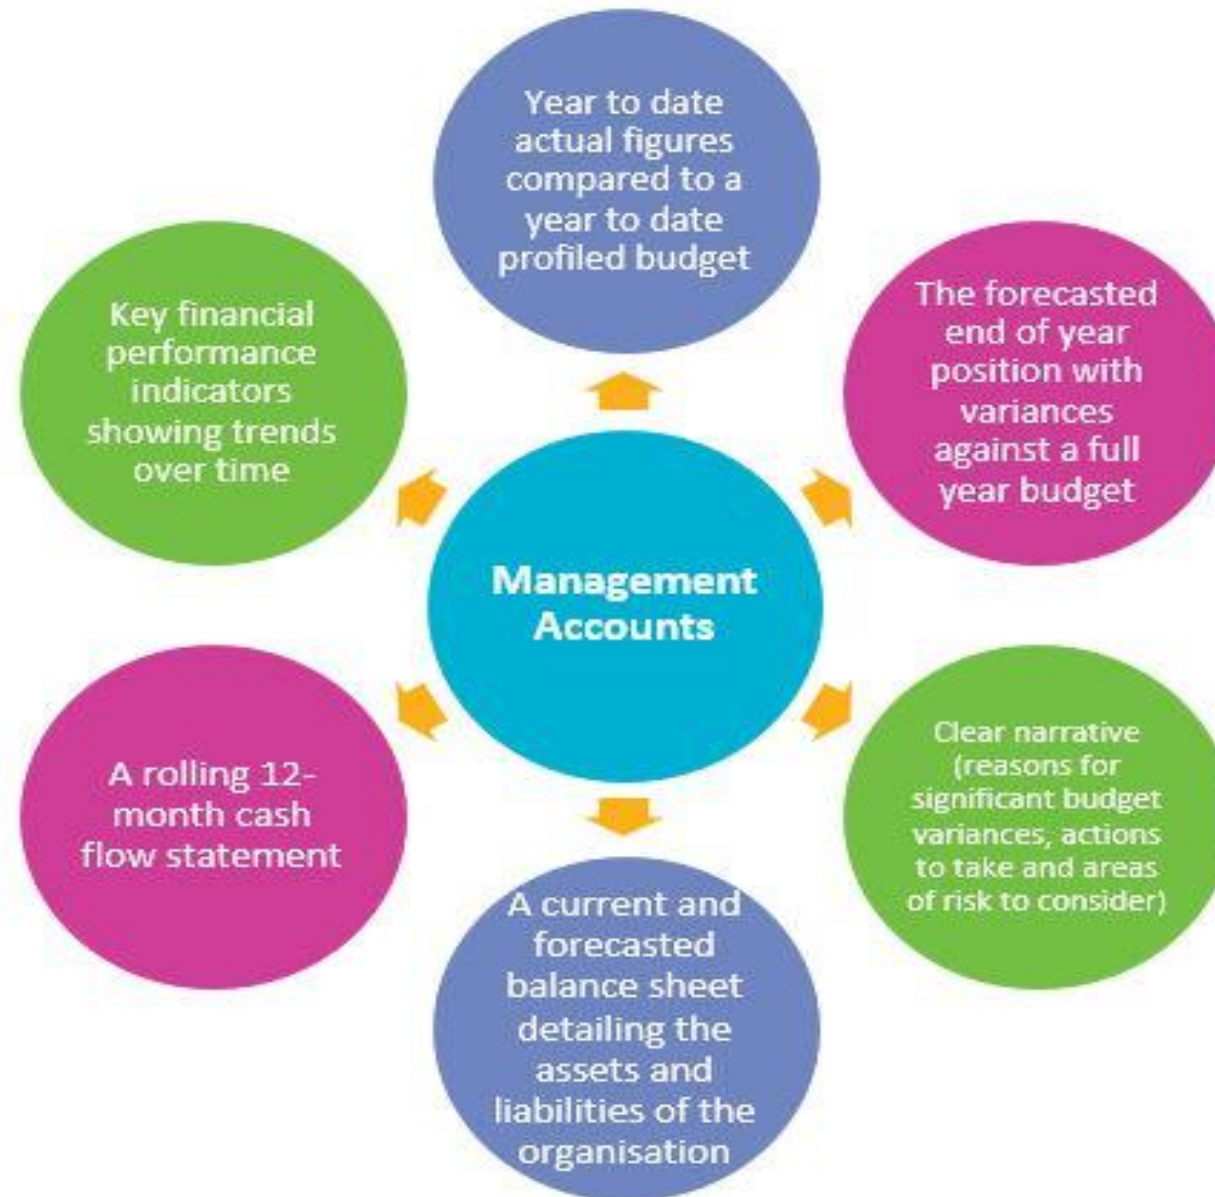 Year to date
actual figures
compared to a
year to date
profiled budget
The forecasted
end of year
position with
variances
against a full
year budget
Clear narrative
(reasons for
significant budget
variances, actions
to take and areas
of risk to consider)
A current and
forecasted
balance sheet
detailing the
assets and
liabilities of the
organisation
A rolling 12-
month cash
flow statement
Key financial
performance
indicators
showing trends
over time
Management
Accounts